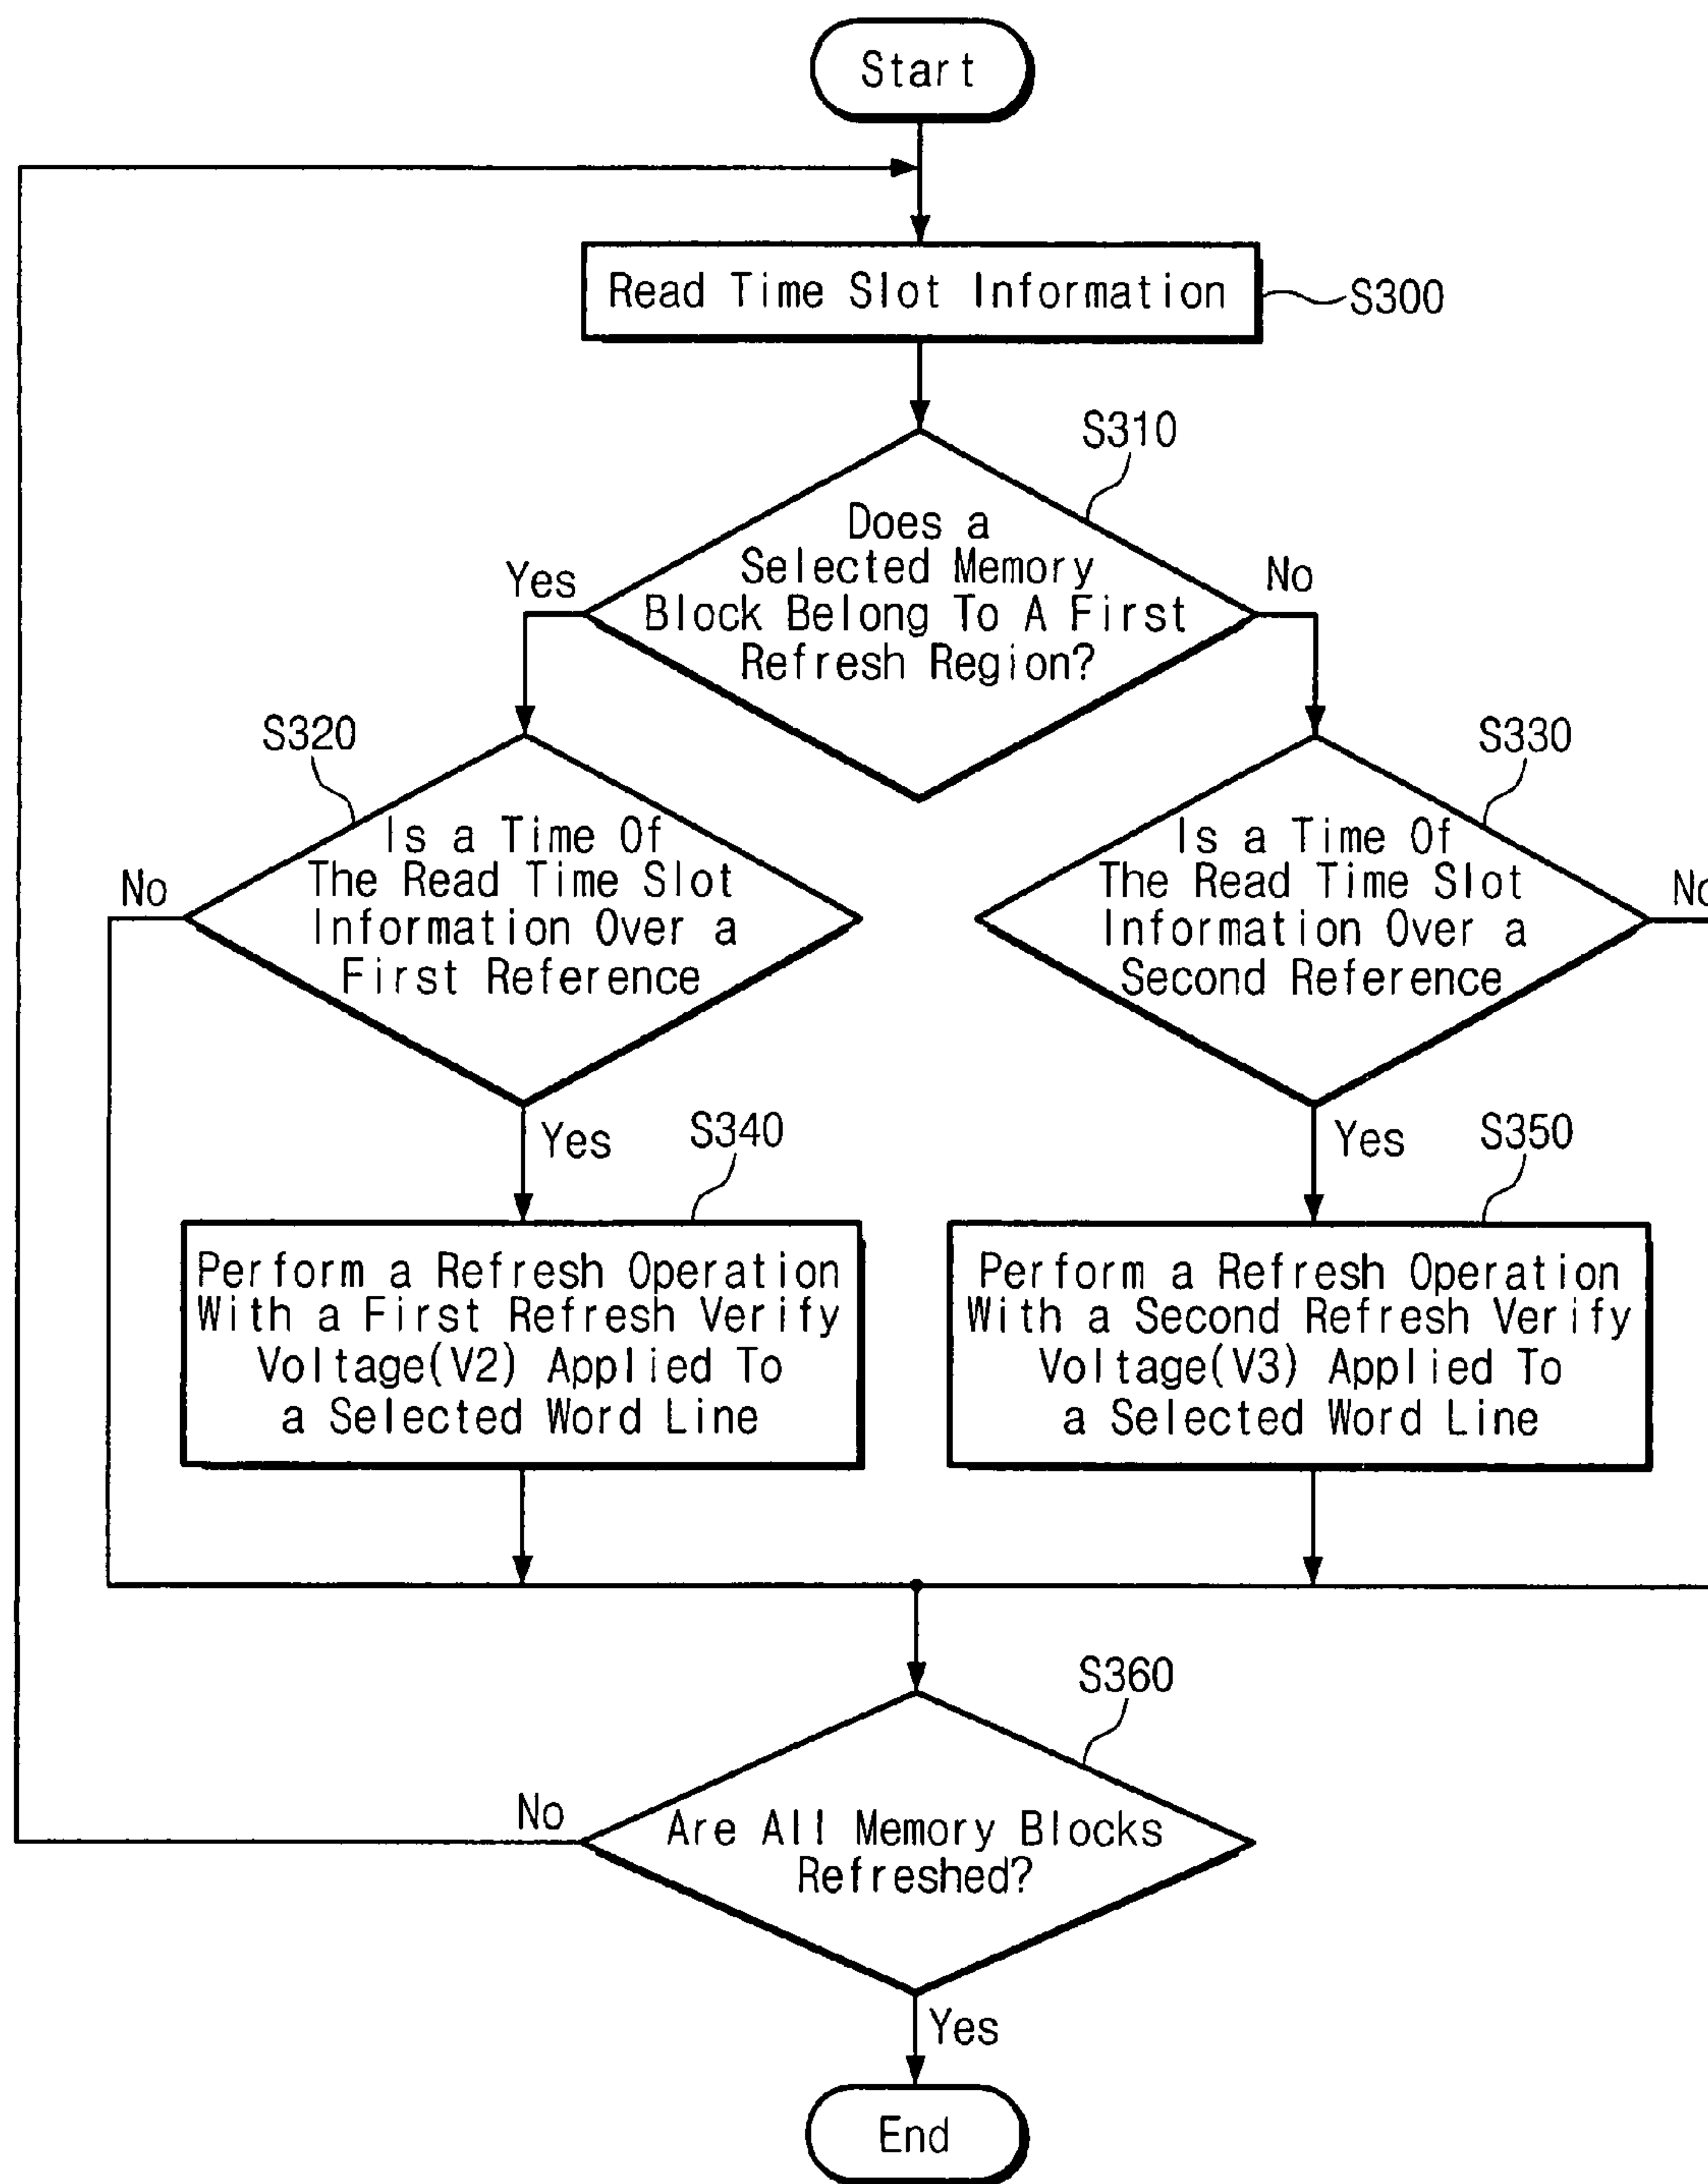 Start
Read Time Slot Information
S300
S310
Does a
Selected Memory
Block Belong To A First
Refresh Region?
Yes
No
S320
S330
Is a Time Of
The Read Time Slot
Information Over a
First Reference
No
Is a Time Of
The Read Time Slot
Information Over a
Second Reference
No
Yes
S340
Yes
S350
Perform a Refresh Operation
With a First Refresh Verify
Voltage(V2) Applied To
a Selected Word Line
Perform a Refresh Operation
With a Second Refresh Verify
Voltage(V3) Applied To
a Selected Word Line
S360
No
Are All Memory Blocks
Refreshed?
Yes
End